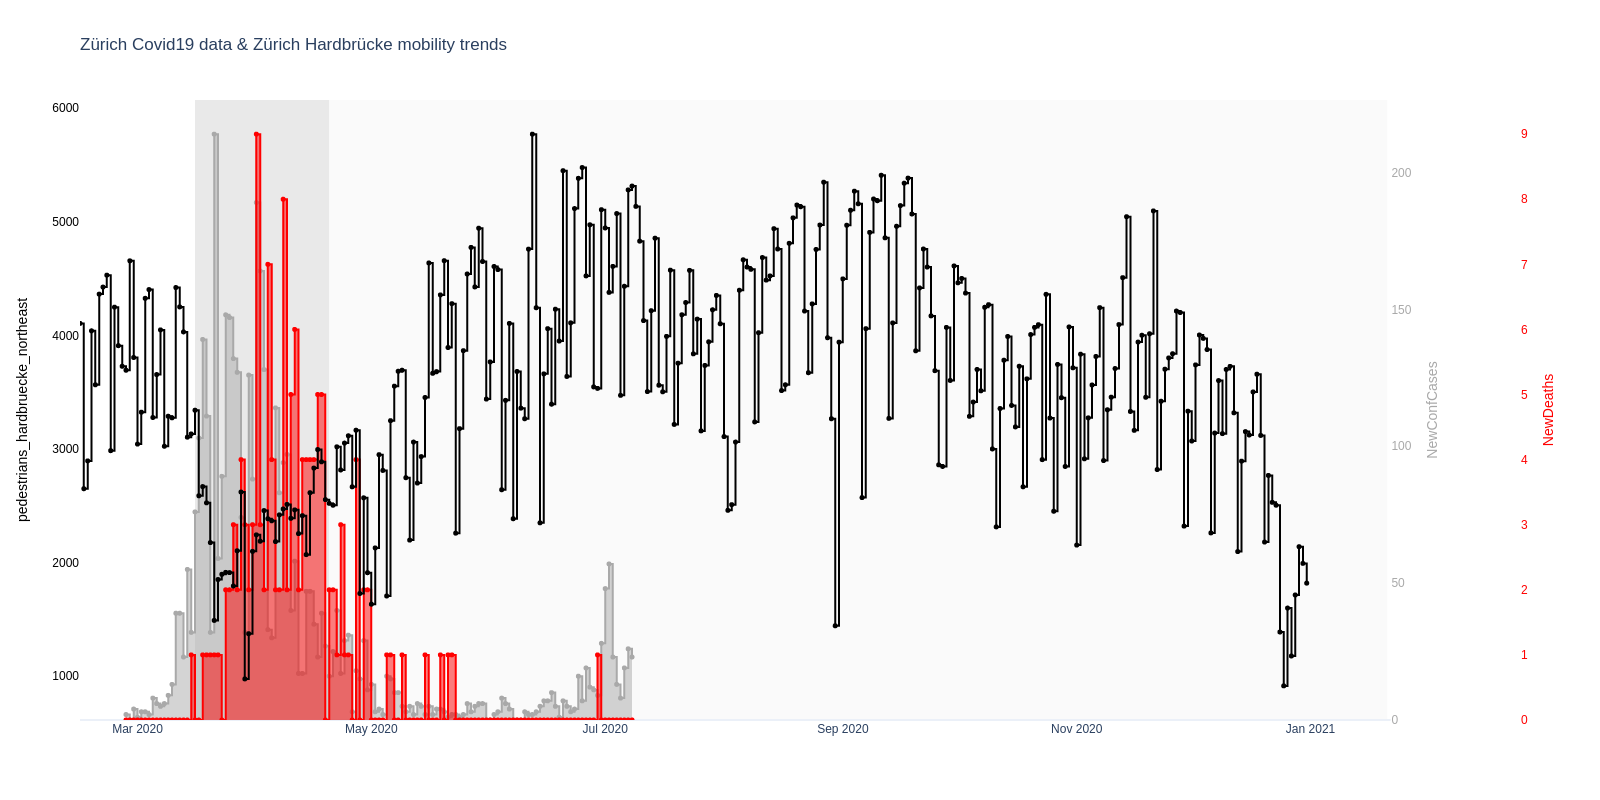 Zürich Covid19 data & Zürich Hardbrücke mobility trends
6000
5000
4000
3000
2000
1000
pedestrians_hardbruecke_northeast
200
150
100
50
0
NewConfCases
9
8
7
6
5
4
3
2
1
0
NewDeaths
Mar 2020
May 2020
Jul 2020
Sep 2020
Nov 2020
Jan 2021